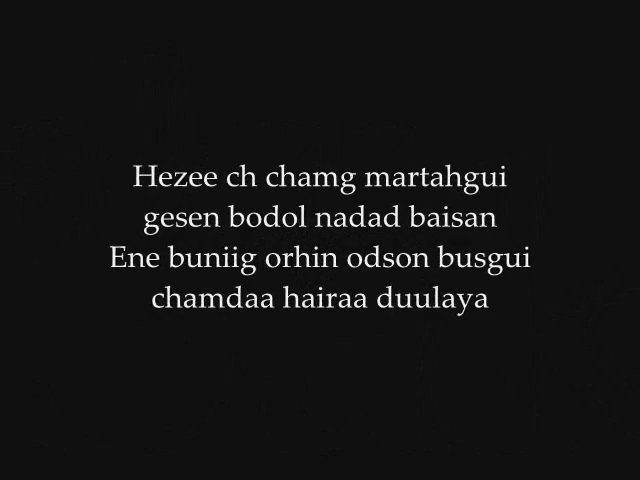 Hezee ch chamg martahgui
gesen bodol nadad baisan
Ene buniig orhin odson busgui
chamdaa hairaa duulaya